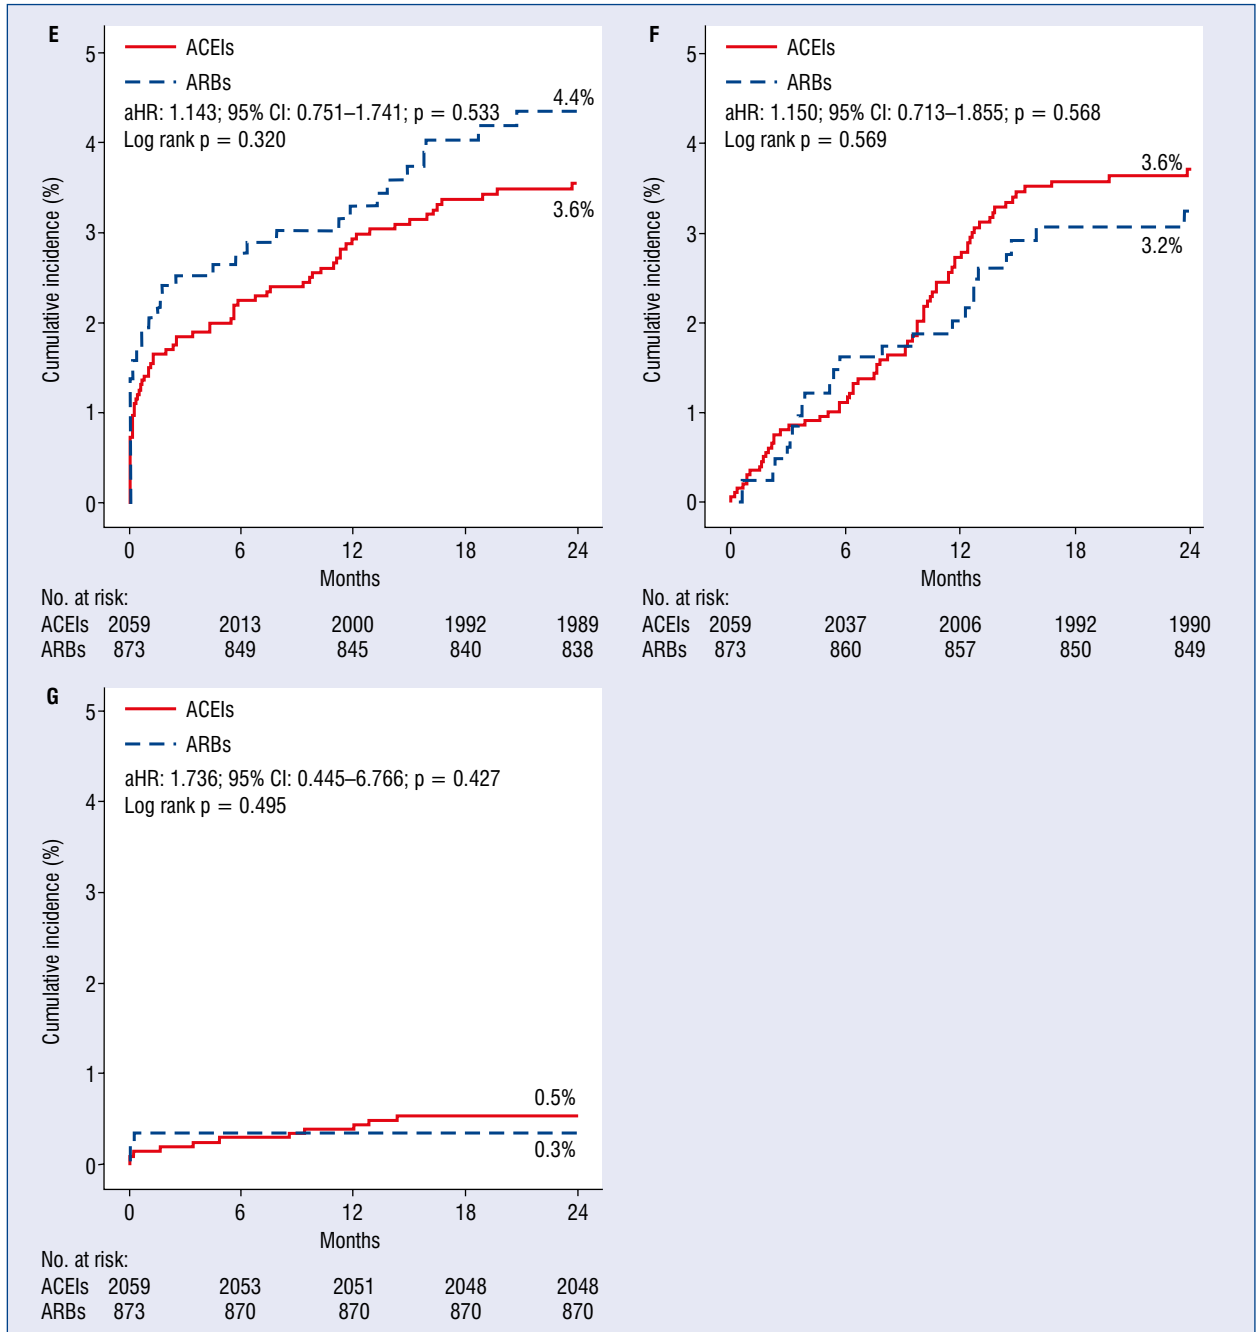 E
ACEIs
ARBs
aHR: 1.143; 95% CI: 0.751–1.741; p = 0.533
Log rank p = 0.320
4.4%
3.6%
Cumulative incidence (%)
5
4
3
2
1
0
0 6 12 18 24
Months
No. at risk:
ACEIs 2059 2013 2000 1992 1989
ARBs 873 849 845 840 838
F
ACEIs
ARBs
aHR: 1.150; 95% CI: 0.713–1.855; p = 0.568
Log rank p = 0.569
3.6%
3.2%
Cumulative incidence (%)
5
4
3
2
1
0
0 6 12 18 24
Months
No. at risk:
ACEIs 2059 2037 2006 1992 1990
ARBs 873 860 857 850 849
G
ACEIs
ARBs
aHR: 1.736; 95% CI: 0.445–6.766; p = 0.427
Log rank p = 0.495
0.5%
0.3%
Cumulative incidence (%)
5
4
3
2
1
0
0 6 12 18 24
Months
No. at risk:
ACEIs 2059 2053 2051 2048 2048
ARBs 873 870 870 870 870